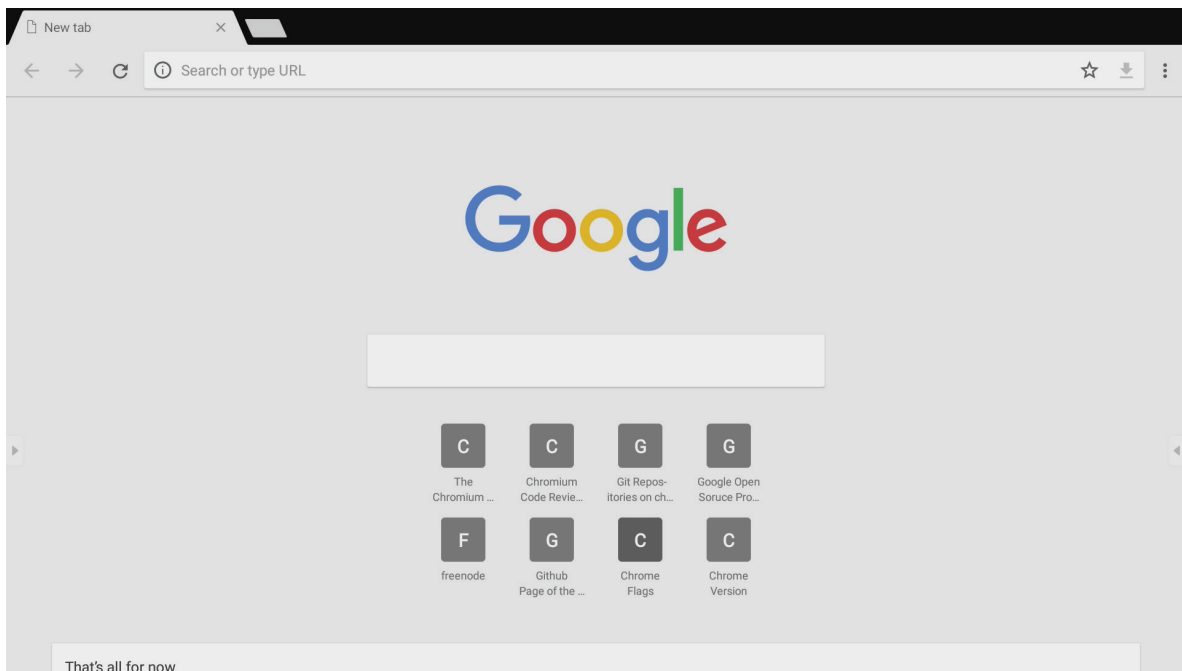 New tab
Search or type URL
Google
C
C
G
G
The
Chromium ...
Chromium
Code Revie...
Git Repos-
itories on ch...
Google Open
Soruce Pro...
F
G
C
C
freenode
Github
Page of the ...
Chrome
Flags
Chrome
Version
That's all for now